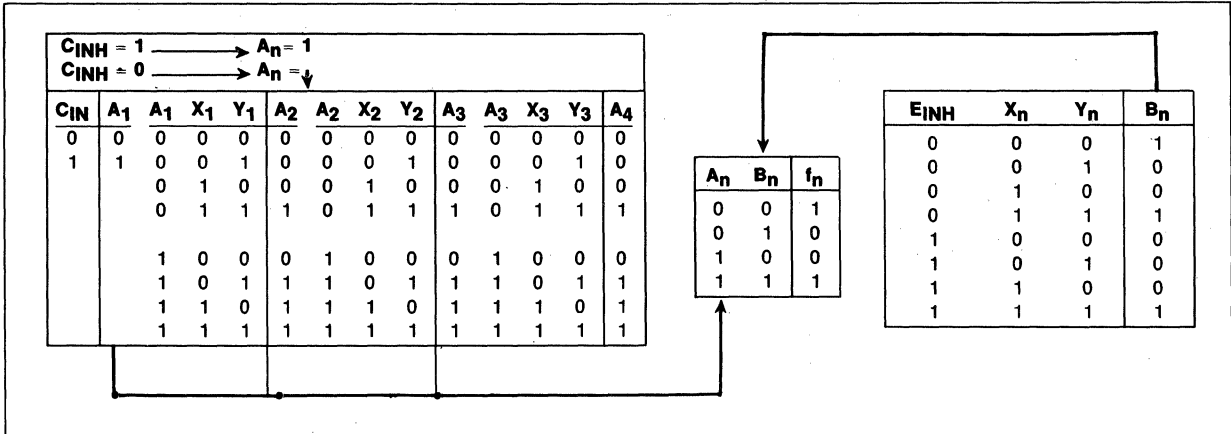 CINH = 1 → An = 1
CINH = 0 → An = ↓
CIN A1 A1 X1 Y1 A2 A2 X2 Y2 A3 A3 X3 Y3 A4
0 0 0 0 0 0 0 0 0 0 0 0 0 0
1 1 0 0 1 0 0 0 1 0 0 0 1 0
0 1 0 0 0 1 0 0 0 1 0 0
0 1 1 1 0 1 1 1 0 1 1 1
1 0 0 0 1 0 0 0 1 0 0 0
1 0 1 1 1 0 1 1 1 0 1 1
1 1 0 1 1 1 0 1 1 1 0 1
1 1 1 1 1 1 1 1 1 1 1 1
An Bn fn
0 0 1
0 1 0
1 0 0
1 1 1
EINH Xn Yn Bn
0 0 0 1
0 0 1 0
0 1 0 0
0 1 1 1
1 0 0 0
1 0 1 0
1 1 0 0
1 1 1 1